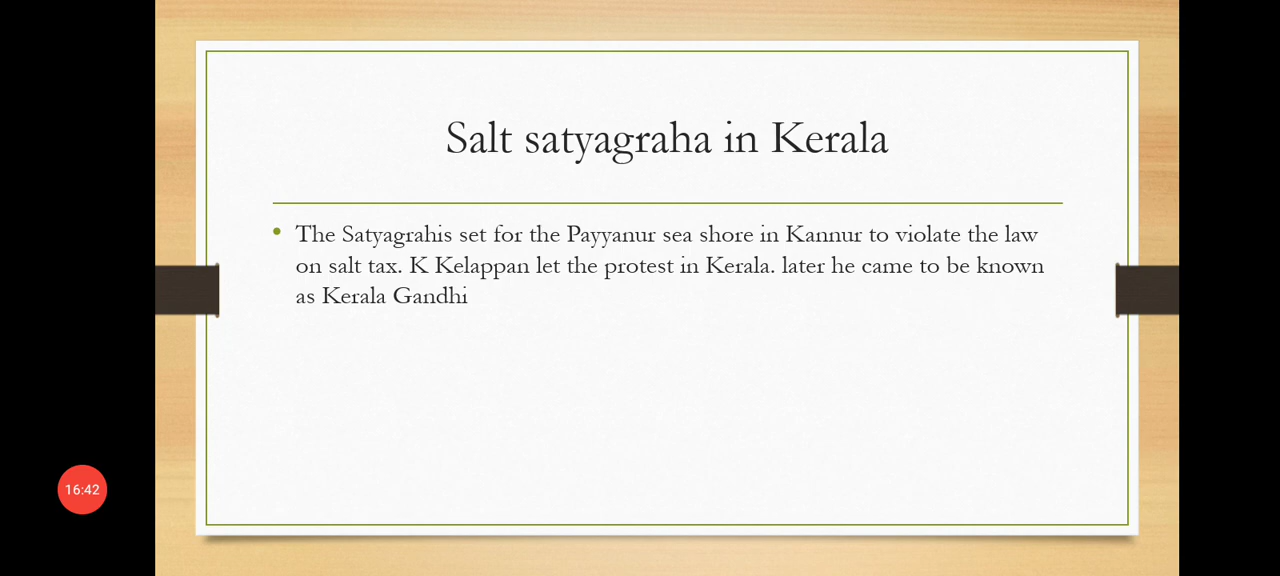 Salt satyagraha in Kerala
The Satyagrahis set for the Payyanur sea shore in Kannur to violate the law
on salt tax. K Kelappan let the protest in Kerala. later he came to be known
as Kerala Gandhi
16:42